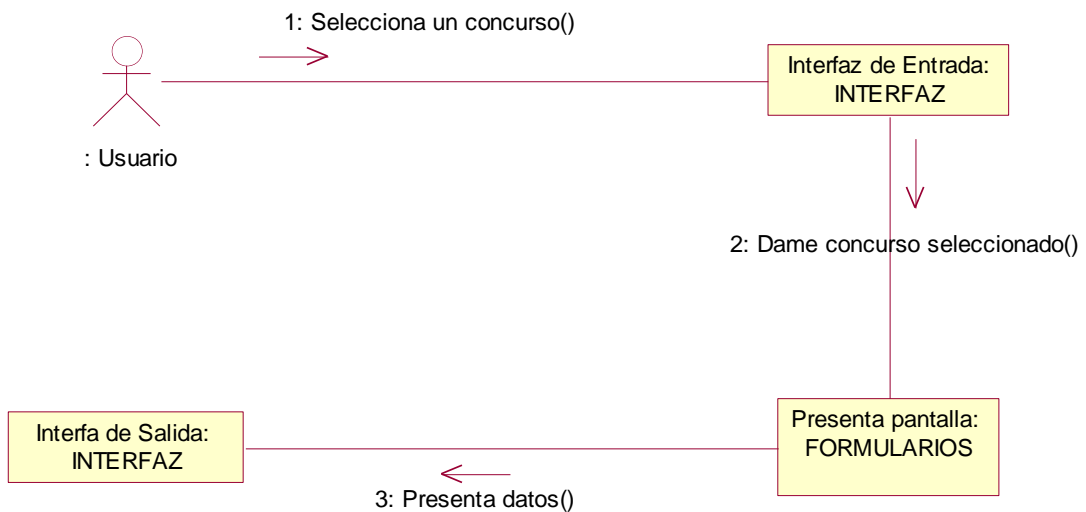 1: Selecciona un concurso()
Interfaz de Entrada:
INTERFAZ
: Usuario
2: Dame concurso seleccionado()
Interfa de Salida:
INTERFAZ
Presenta pantalla:
FORMULARIOS
3: Presenta datos()